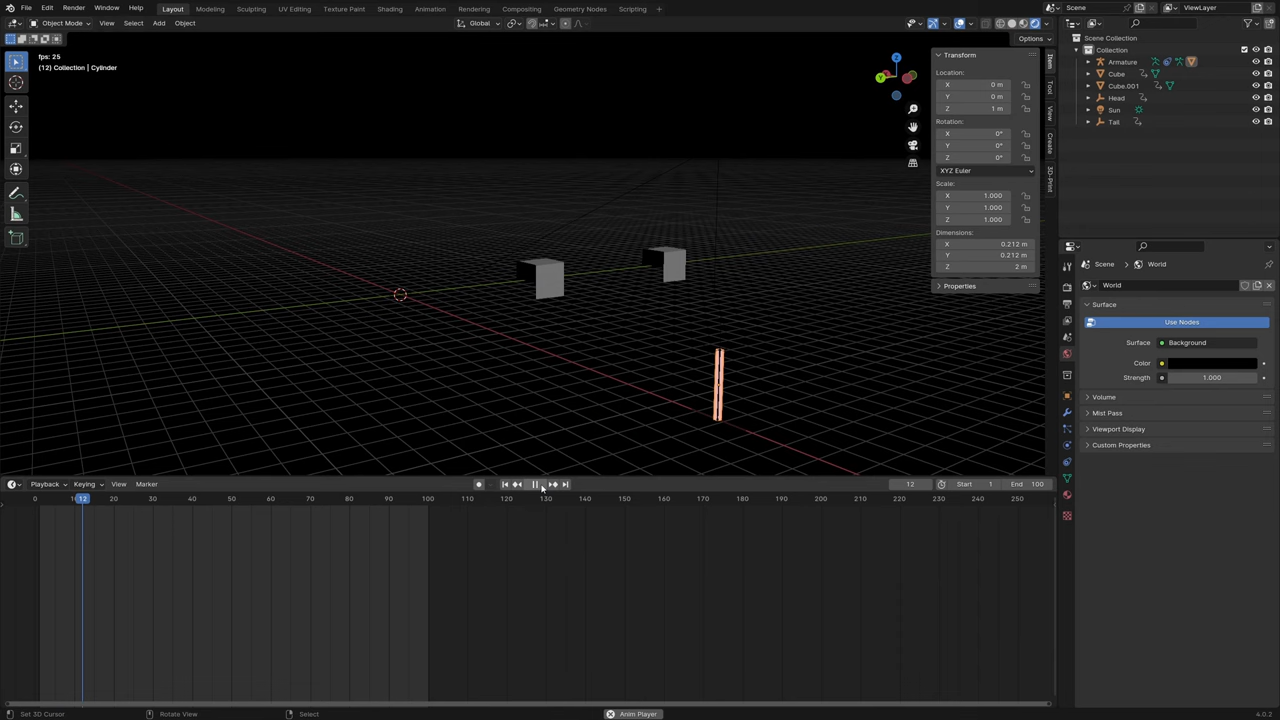 File Edit Render Window Help Layout Modeling Sculpting UV Editing Texture Paint Shading Animation Rendering Compositing Geometry Nodes Scripting + Scene ViewLayer
Object Mode View Select Add Object Global
Options
fps: 25
(12) Collection | Cylinder
Z
Y
Transform
Location:
X 0 m
Y 0 m
Z 1 m
Rotation:
X 0°
Y 0°
Z 0°
XYZ Euler
Scale:
X 1.000
Y 1.000
Z 1.000
Dimensions:
X 0.212 m
Y 0.212 m
Z 2 m
Properties
Item
Tool
View
Create
3D-Print
Scene Collection
Collection
Armature
Cube
Cube.001
Head
Sun
Scene World
World
Surface
Use Nodes
Surface Background
Color
Strength 1.000
Volume
Mist Pass
Viewport Display
Custom Properties
Playback Keying View Marker 12 Start 1 End 100
0 12 20 30 40 50 60 70 80 90 100 110 120 130 140 150 160 170 180 190 200 210 220 230 240 250
Set 3D Cursor Rotate View Select Anim Player 4.0.2